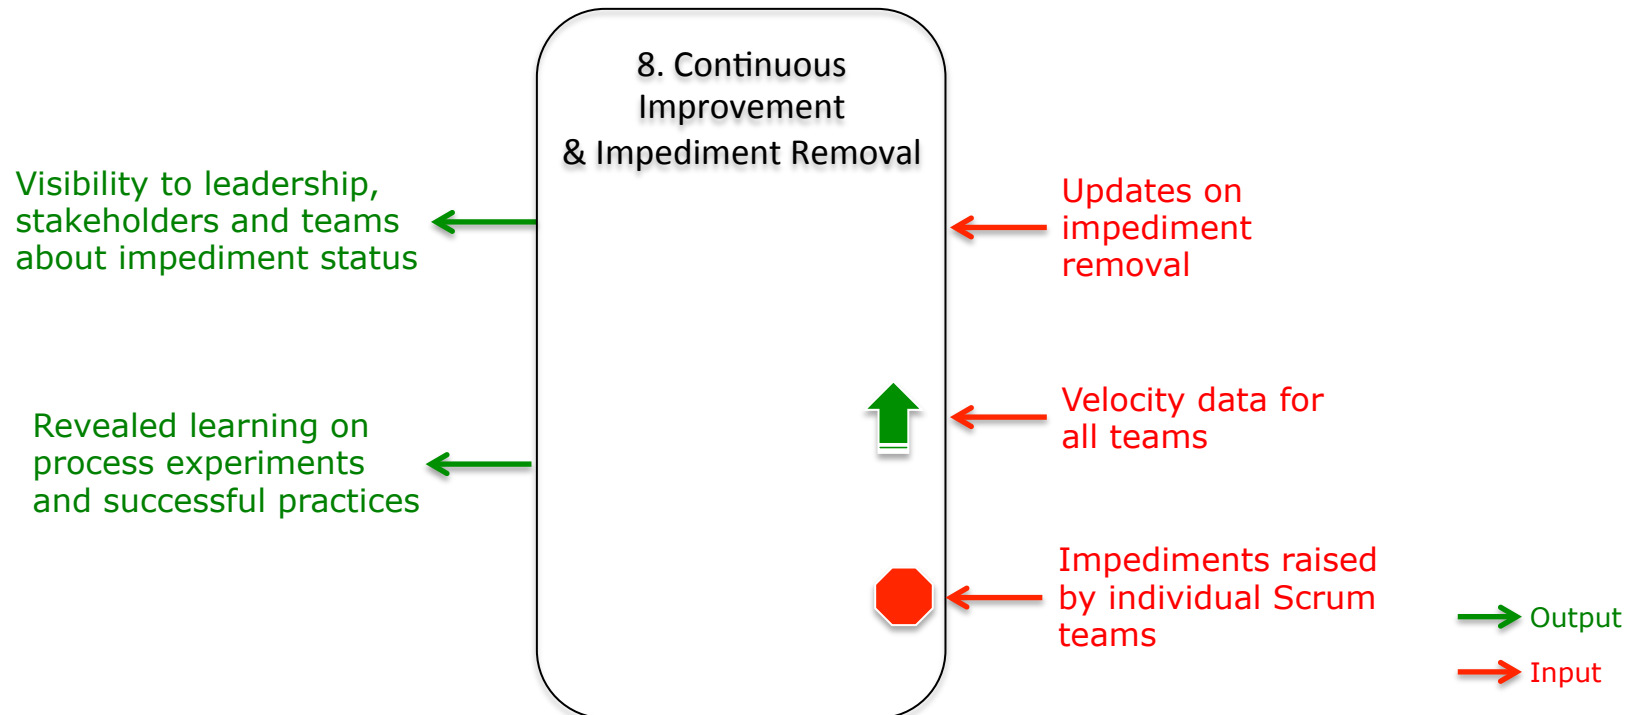 8. Continuous
Improvement
& Impediment Removal
Visibility to leadership,
stakeholders and teams
about impediment status
Revealed learning on
process experiments
and successful practices
Updates on
impediment
removal
Velocity data for
all teams
Impediments raised
by individual Scrum
teams
Output
Input